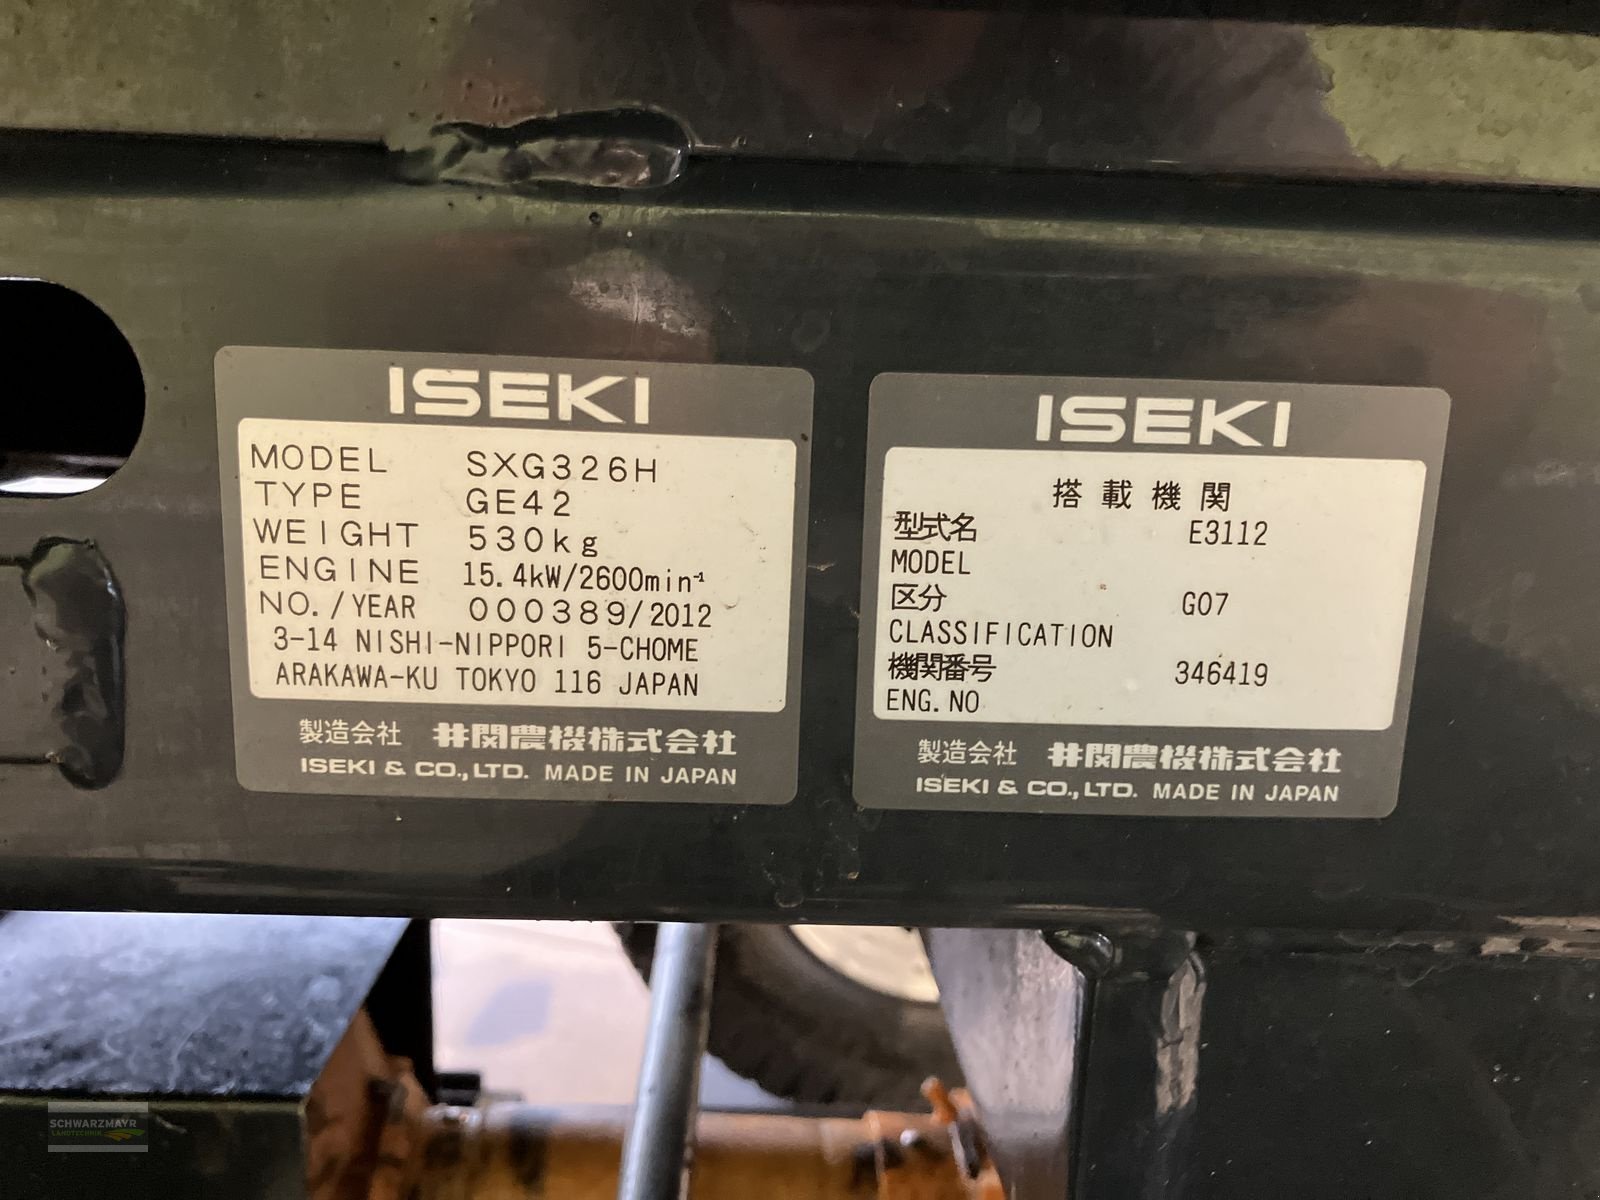 ISEKI
MODEL SXG326H
TYPE GE42
WEIGHT 530kg
ENGINE 15.4kW/2600min⁻¹
NO./YEAR 000389/2012
3-14 NISHI-NIPPORI 5-CHOME
ARAKAWA-KU TOKYO 116 JAPAN
製造会社 井関農機株式会社
ISEKI & CO.,LTD. MADE IN JAPAN
ISEKI
搭載機関
型式名 E3112
MODEL
区分 G07
CLASSIFICATION
機関番号 346419
ENG.NO
製造会社 井関農機株式会社
ISEKI & CO.,LTD. MADE IN JAPAN
SCHWARZMAYR
LANDTECHNIK